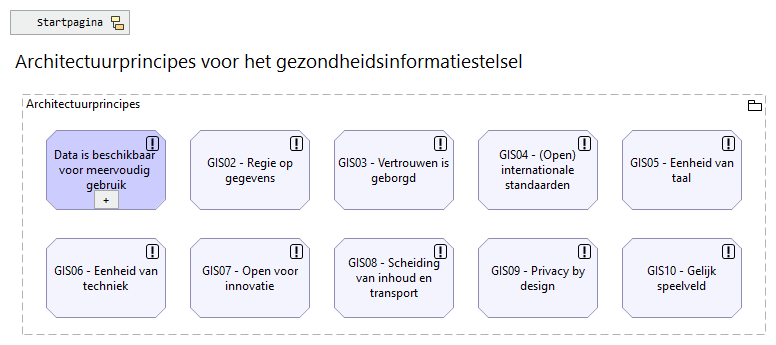 Startpagina
Architectuurprincipes voor het gezondheidsinformatiestelsel
Architectuurprincipes
Data is beschikbaar
voor meervoudig
gebruik
+
GIS02 - Regie op
gegevens
GIS03 - Vertrouwen is
geborgd
GIS04 - (Open)
internationale
standaarden
GIS05 - Eenheid van
taal
GIS06 - Eenheid van
techniek
GIS07 - Open voor
innovatie
GIS08 - Scheiding
van inhoud en
transport
GIS09 - Privacy by
design
GIS10 - Gelijk
speelveld